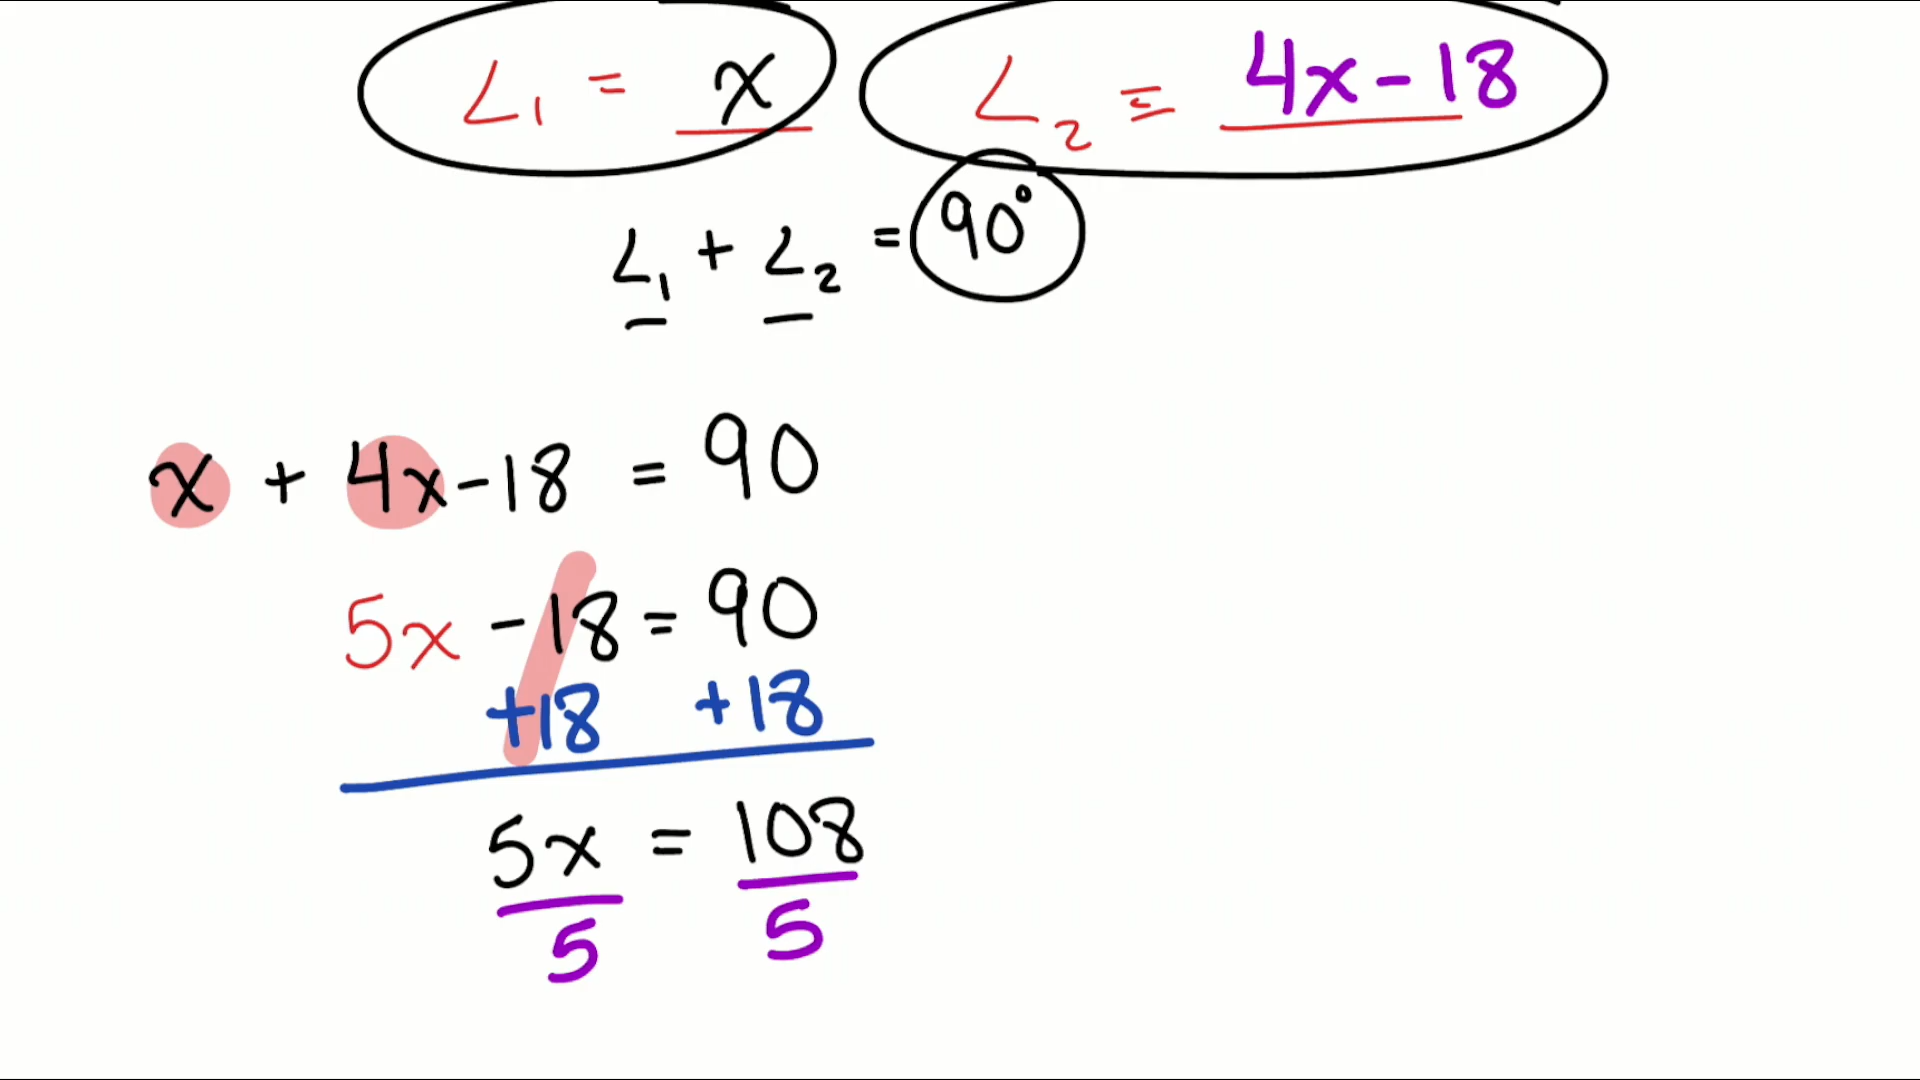 ∠₁ = x ∠₂ = 4x - 18
∠₁ + ∠₂ = 90°
x + 4x - 18 = 90
5x - 18 = 90
+18 +18
5x = 108
5 5